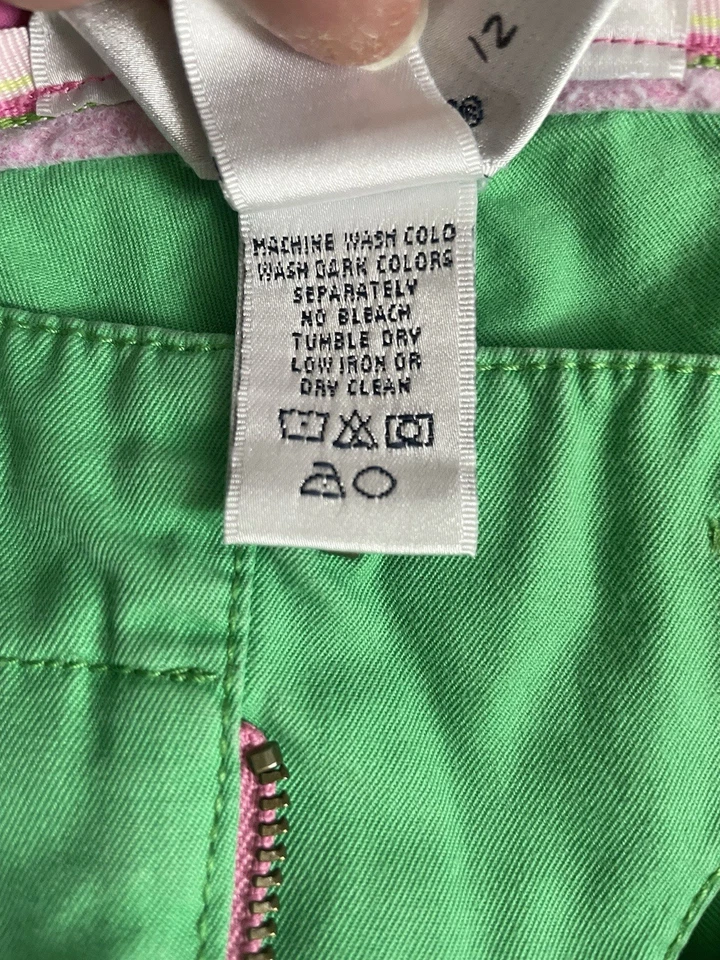 12
®
MACHINE WASH COLD
WASH DARK COLORS
SEPARATELY
NO BLEACH
TUMBLE DRY
LOW IRON OR
DRY CLEAN